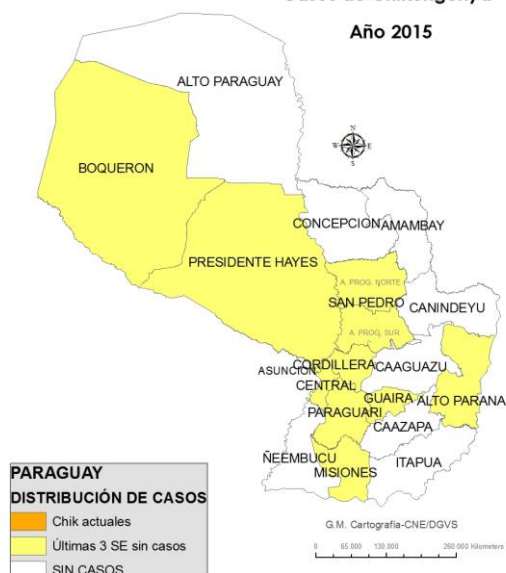 Año 2015
ALTO PARAGUAY
BOQUERON
CONCEPCION
AMAMBAY
PRESIDENTE HAYES
A. PROG. NORTE
SAN PEDRO
CANINDEYU
A. PROG. SUR
CORDILLERA
CAAGUAZU
ASUNCION
CENTRAL
GUAIRA
ALTO PARANA
PARAGUARI
CAAZAPA
ÑEEMBUCU
MISIONES
ITAPUA
N
W E
S
PARAGUAY
DISTRIBUCIÓN DE CASOS
Chik actuales
Últimas 3 SE sin casos
SIN CASOS
G.M. Cartografía-CNE/DGVS
0 65.000 130.000 260.000 Kilometers